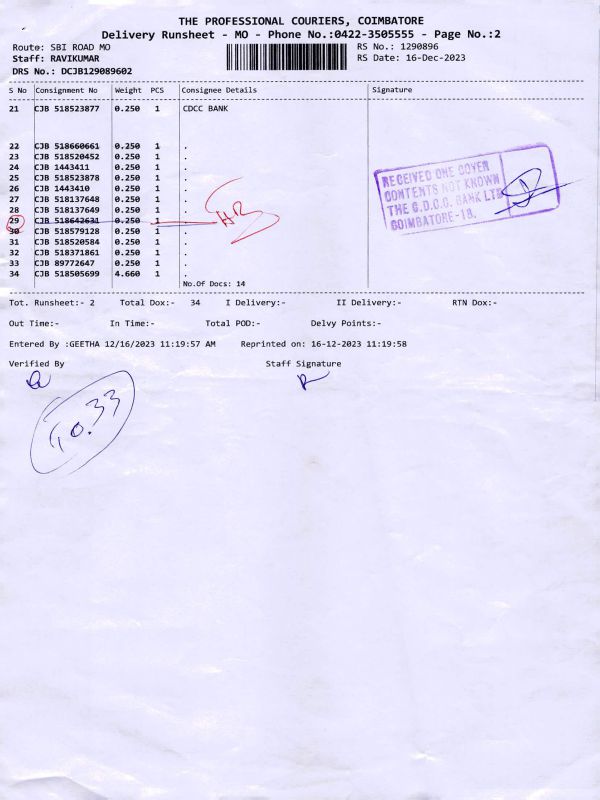 THE PROFESSIONAL COURIERS, COIMBATORE
Delivery Runsheet - MO - Phone No.:0422-3505555 - Page No.:2
Route: SBI ROAD MO RS No.: 1290896
Staff: RAVIKUMAR RS Date: 16-Dec-2023
DRS No.: DCJB129089602
S No Consignment No Weight PCS Consignee Details Signature
21 CJB 518523877 0.250 1 CDCC BANK
22 CJB 518660661 0.250 1 .
23 CJB 518520452 0.250 1 .
24 CJB 1443411 0.250 1 .
25 CJB 518523878 0.250 1 .
26 CJB 1443410 0.250 1 .
27 CJB 518137648 0.250 1 .
28 CJB 518137649 0.250 1 .
29 CJB 518642631 0.250 1 HR
30 CJB 518579128 0.250 1 .
31 CJB 518520584 0.250 1 .
32 CJB 518371861 0.250 1 .
33 CJB 89772647 0.250 1 .
34 CJB 518505699 4.660 1 .
RECEIVED ONE COVER
CONTENTS NOT KNOWN
THE C.D.C.C. BANK LTD
COIMBATORE-18.
No.Of Docs: 14
Tot. Runsheet:- 2 Total Dox:- 34 I Delivery:- II Delivery:- RTN Dox:-
Out Time:- In Time:- Total POD:- Delvy Points:-
Entered By :GEETHA 12/16/2023 11:19:57 AM Reprinted on: 16-12-2023 11:19:58
Verified By Staff Signature
To.33